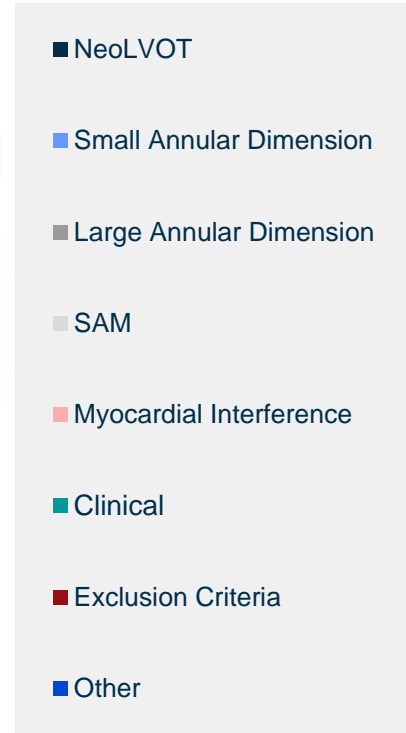 NeoLVOT
Small Annular Dimension
Large Annular Dimension
SAM
Myocardial Interference
Clinical
Exclusion Criteria
Other